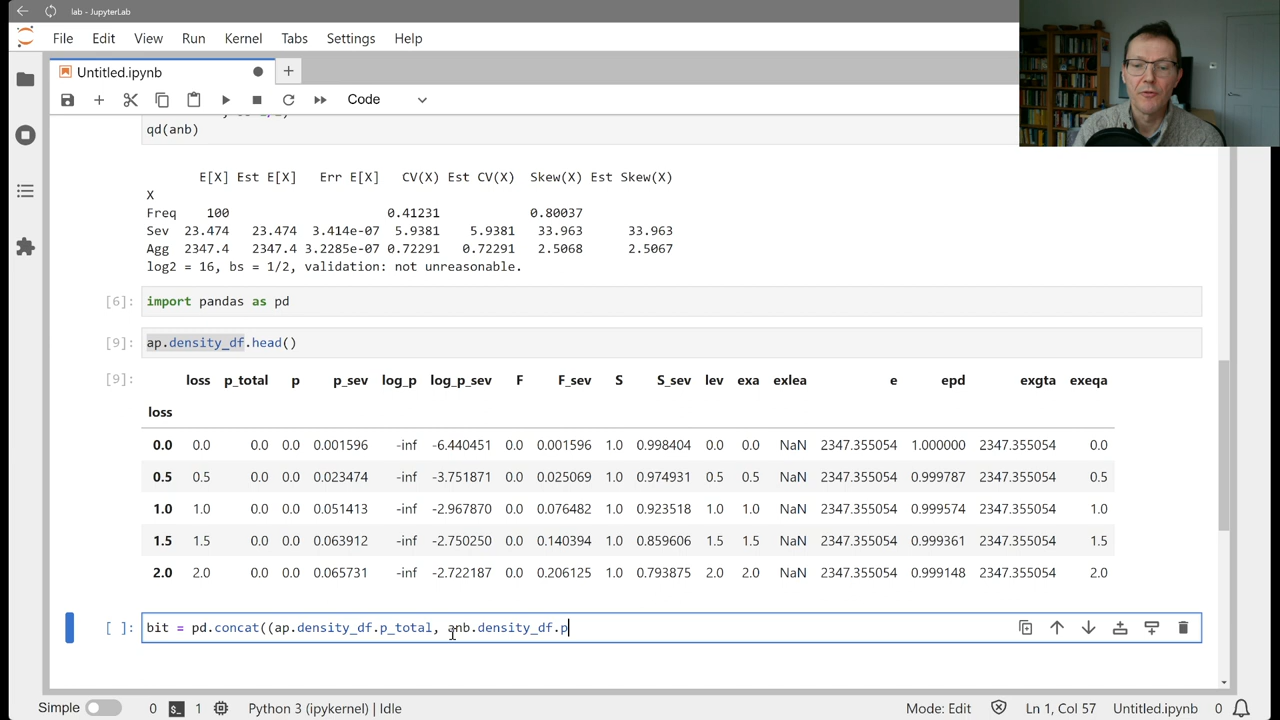 lab - JupyterLab
File Edit View Run Kernel Tabs Settings Help
Untitled.ipynb
Code
qd(anb)
E[X] Est E[X] Err E[X] CV(X) Est CV(X) Skew(X) Est Skew(X)
X
Freq 100 0.41231 0.80037
Sev 23.474 23.474 3.414e-07 5.9381 5.9381 33.963 33.963
Agg 2347.4 2347.4 3.2285e-07 0.72291 0.72291 2.5068 2.5067
log2 = 16, bs = 1/2, validation: not unreasonable.
[6]: import pandas as pd
[9]: ap.density_df.head()
[9]: loss p_total p p_sev log_p log_p_sev F F_sev S S_sev lev exa exlea e epd exgta exeqa
loss
0.0 0.0 0.0 0.0 0.001596 -inf -6.440451 0.0 0.001596 1.0 0.998404 0.0 0.0 NaN 2347.355054 1.000000 2347.355054 0.0
0.5 0.5 0.0 0.0 0.023474 -inf -3.751871 0.0 0.025069 1.0 0.974931 0.5 0.5 NaN 2347.355054 0.999787 2347.355054 0.5
1.0 1.0 0.0 0.0 0.051413 -inf -2.967870 0.0 0.076482 1.0 0.923518 1.0 1.0 NaN 2347.355054 0.999574 2347.355054 1.0
1.5 1.5 0.0 0.0 0.063912 -inf -2.750250 0.0 0.140394 1.0 0.859606 1.5 1.5 NaN 2347.355054 0.999361 2347.355054 1.5
2.0 2.0 0.0 0.0 0.065731 -inf -2.722187 0.0 0.206125 1.0 0.793875 2.0 2.0 NaN 2347.355054 0.999148 2347.355054 2.0
[ ]: bit = pd.concat((ap.density_df.p_total, anb.density_df.p
Simple 0 1 Python 3 (ipykernel) | Idle Mode: Edit Ln 1, Col 57 Untitled.ipynb 0